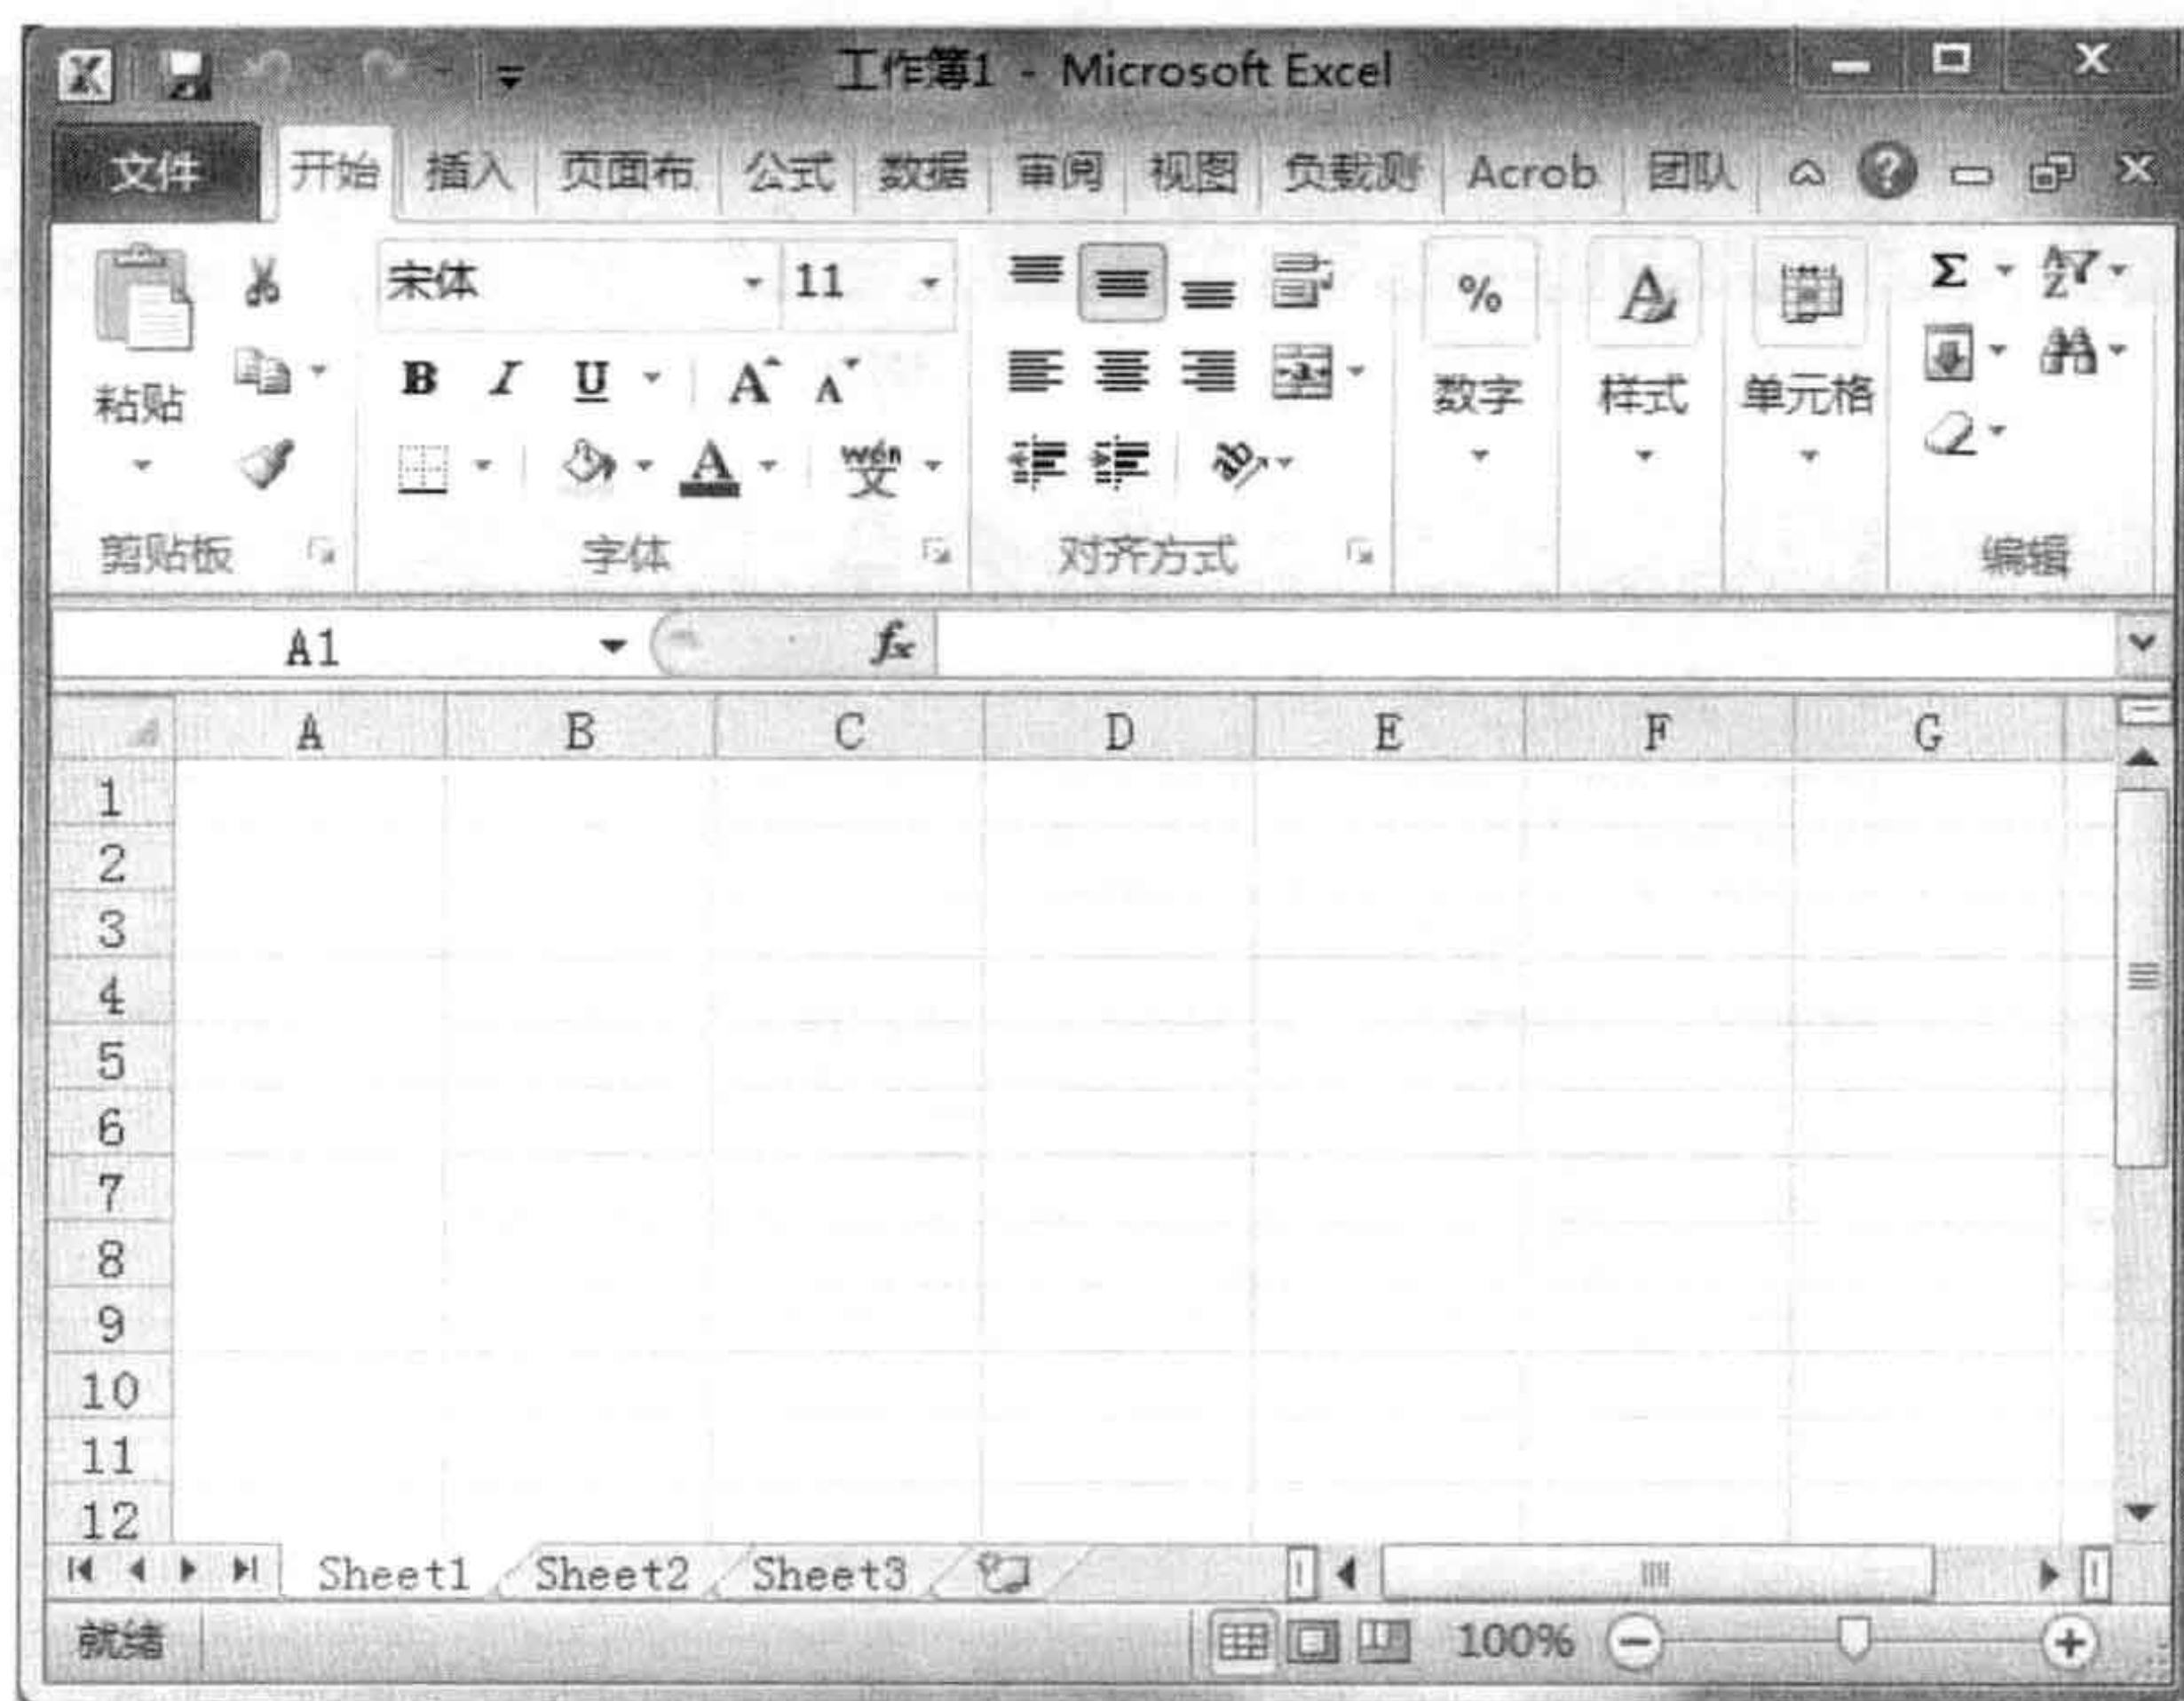 工作簿1 - Microsoft Excel
文件 开始 插入 页面布 公式 数据 审阅 视图 负载测 Acrob 团队
宋体 11
% A Σ
粘贴 B I U A A 数字 样式 单元格
A wén 文 ab
剪贴板 字体 对齐方式 编辑
A1 fx
A B C D E F G
1
2
3
4
5
6
7
8
9
10
11
12
Sheet1 Sheet2 Sheet3
就绪 100%